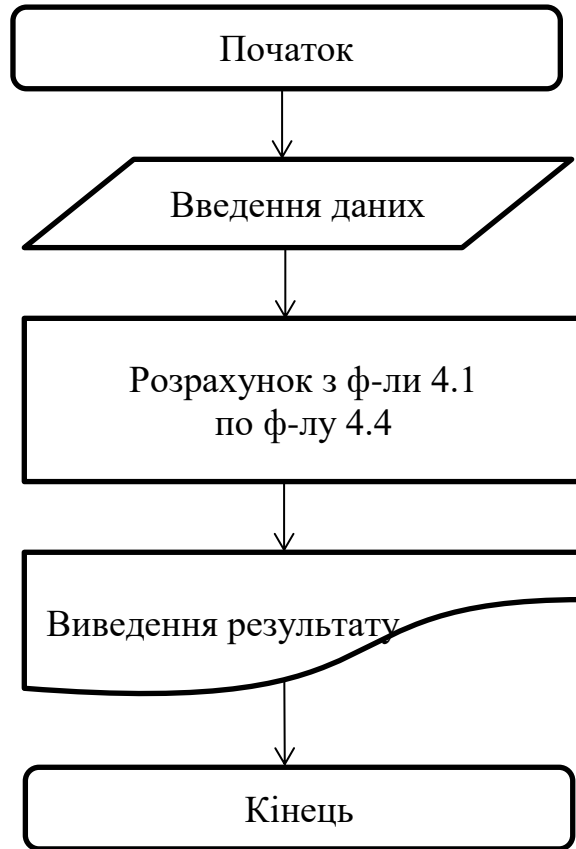 Початок
Введення даних
Розрахунок з ф-ли 4.1
по ф-лу 4.4
Виведення результату
Кінець